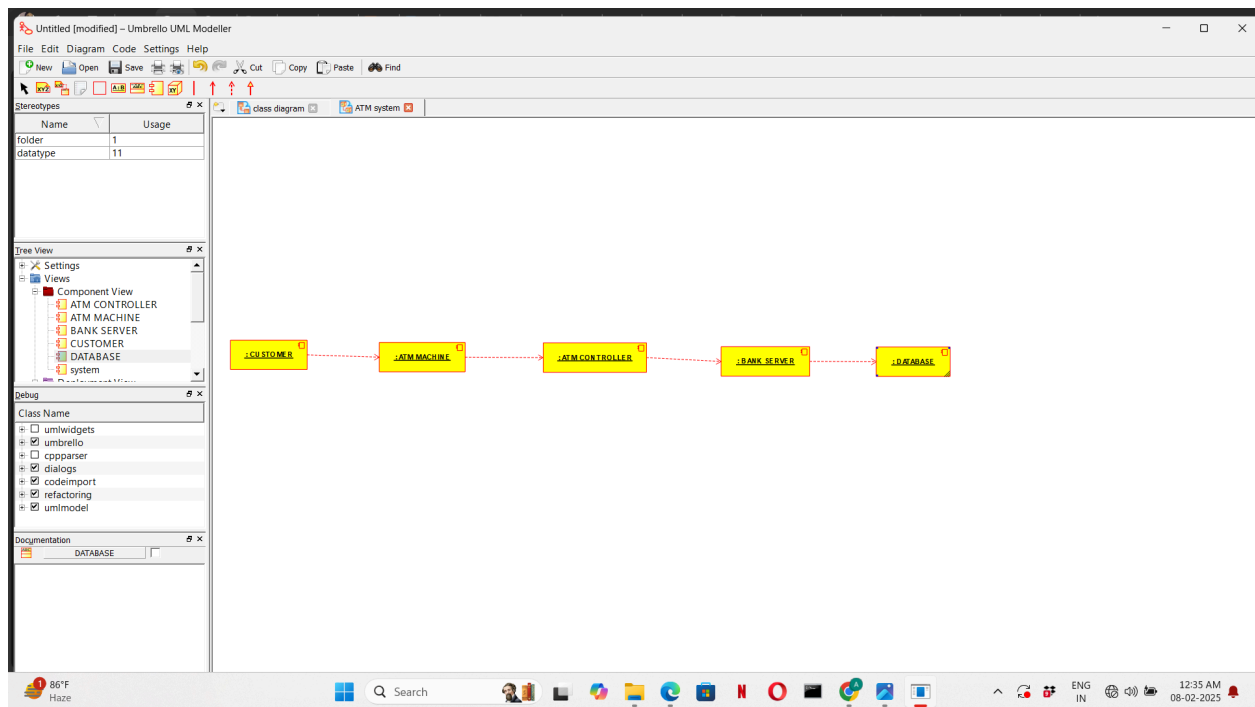 Untitled [modified] – Umbrello UML Modeller
File Edit Diagram Code Settings Help
New Open Save Cut Copy Paste Find
Stereotypes
class diagram ATM system
Name Usage
folder 1
datatype 11
Tree View
Settings
Views
Component View
ATM CONTROLLER
ATM MACHINE
BANK SERVER
CUSTOMER
DATABASE
system
:CUSTOMER :ATM MACHINE :ATM CONTROLLER :BANK SERVER :DATABASE
Debug
Class Name
umlwidgets
umbrello
cppparser
dialogs
codeimport
refactoring
umlmodel
Documentation
DATABASE
1 86°F
Haze
Search
ENG
IN
12:35 AM
08-02-2025